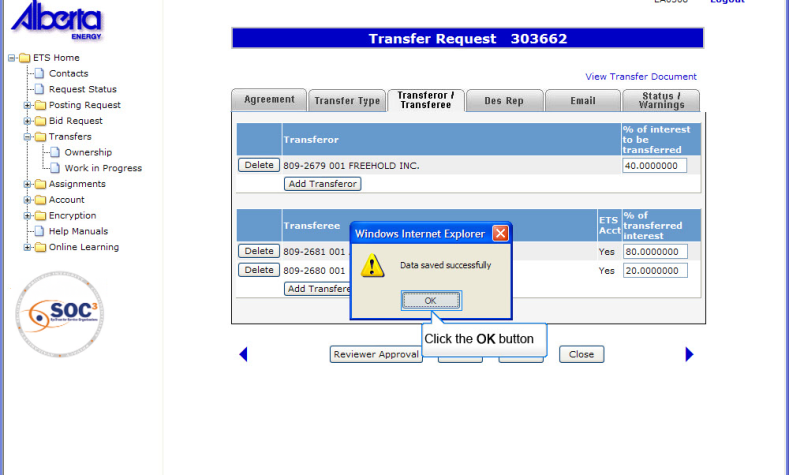 Alberta
ENERGY
Logout
Transfer Request 303662
View Transfer Document
ETS Home
Contacts
Request Status
Posting Request
Bid Request
Transfers
Ownership
Work in Progress
Assignments
Account
Encryption
Help Manuals
Online Learning
SOC3
Agreement
Transfer Type
Transferor /
Transferee
Des Rep
Email
Status /
Warnings
Transferor
% of interest
to be
transferred
Delete 809-2679 001 FREEHOLD INC. 40.0000000
Add Transferor
Transferee
ETS
Acct
% of
transferred
interest
Delete 809-2681 001 Yes 80.0000000
Delete 809-2680 001 Yes 20.0000000
Add Transfere
Windows Internet Explorer
Data saved successfully
OK
Click the OK button
Reviewer Approval
Close